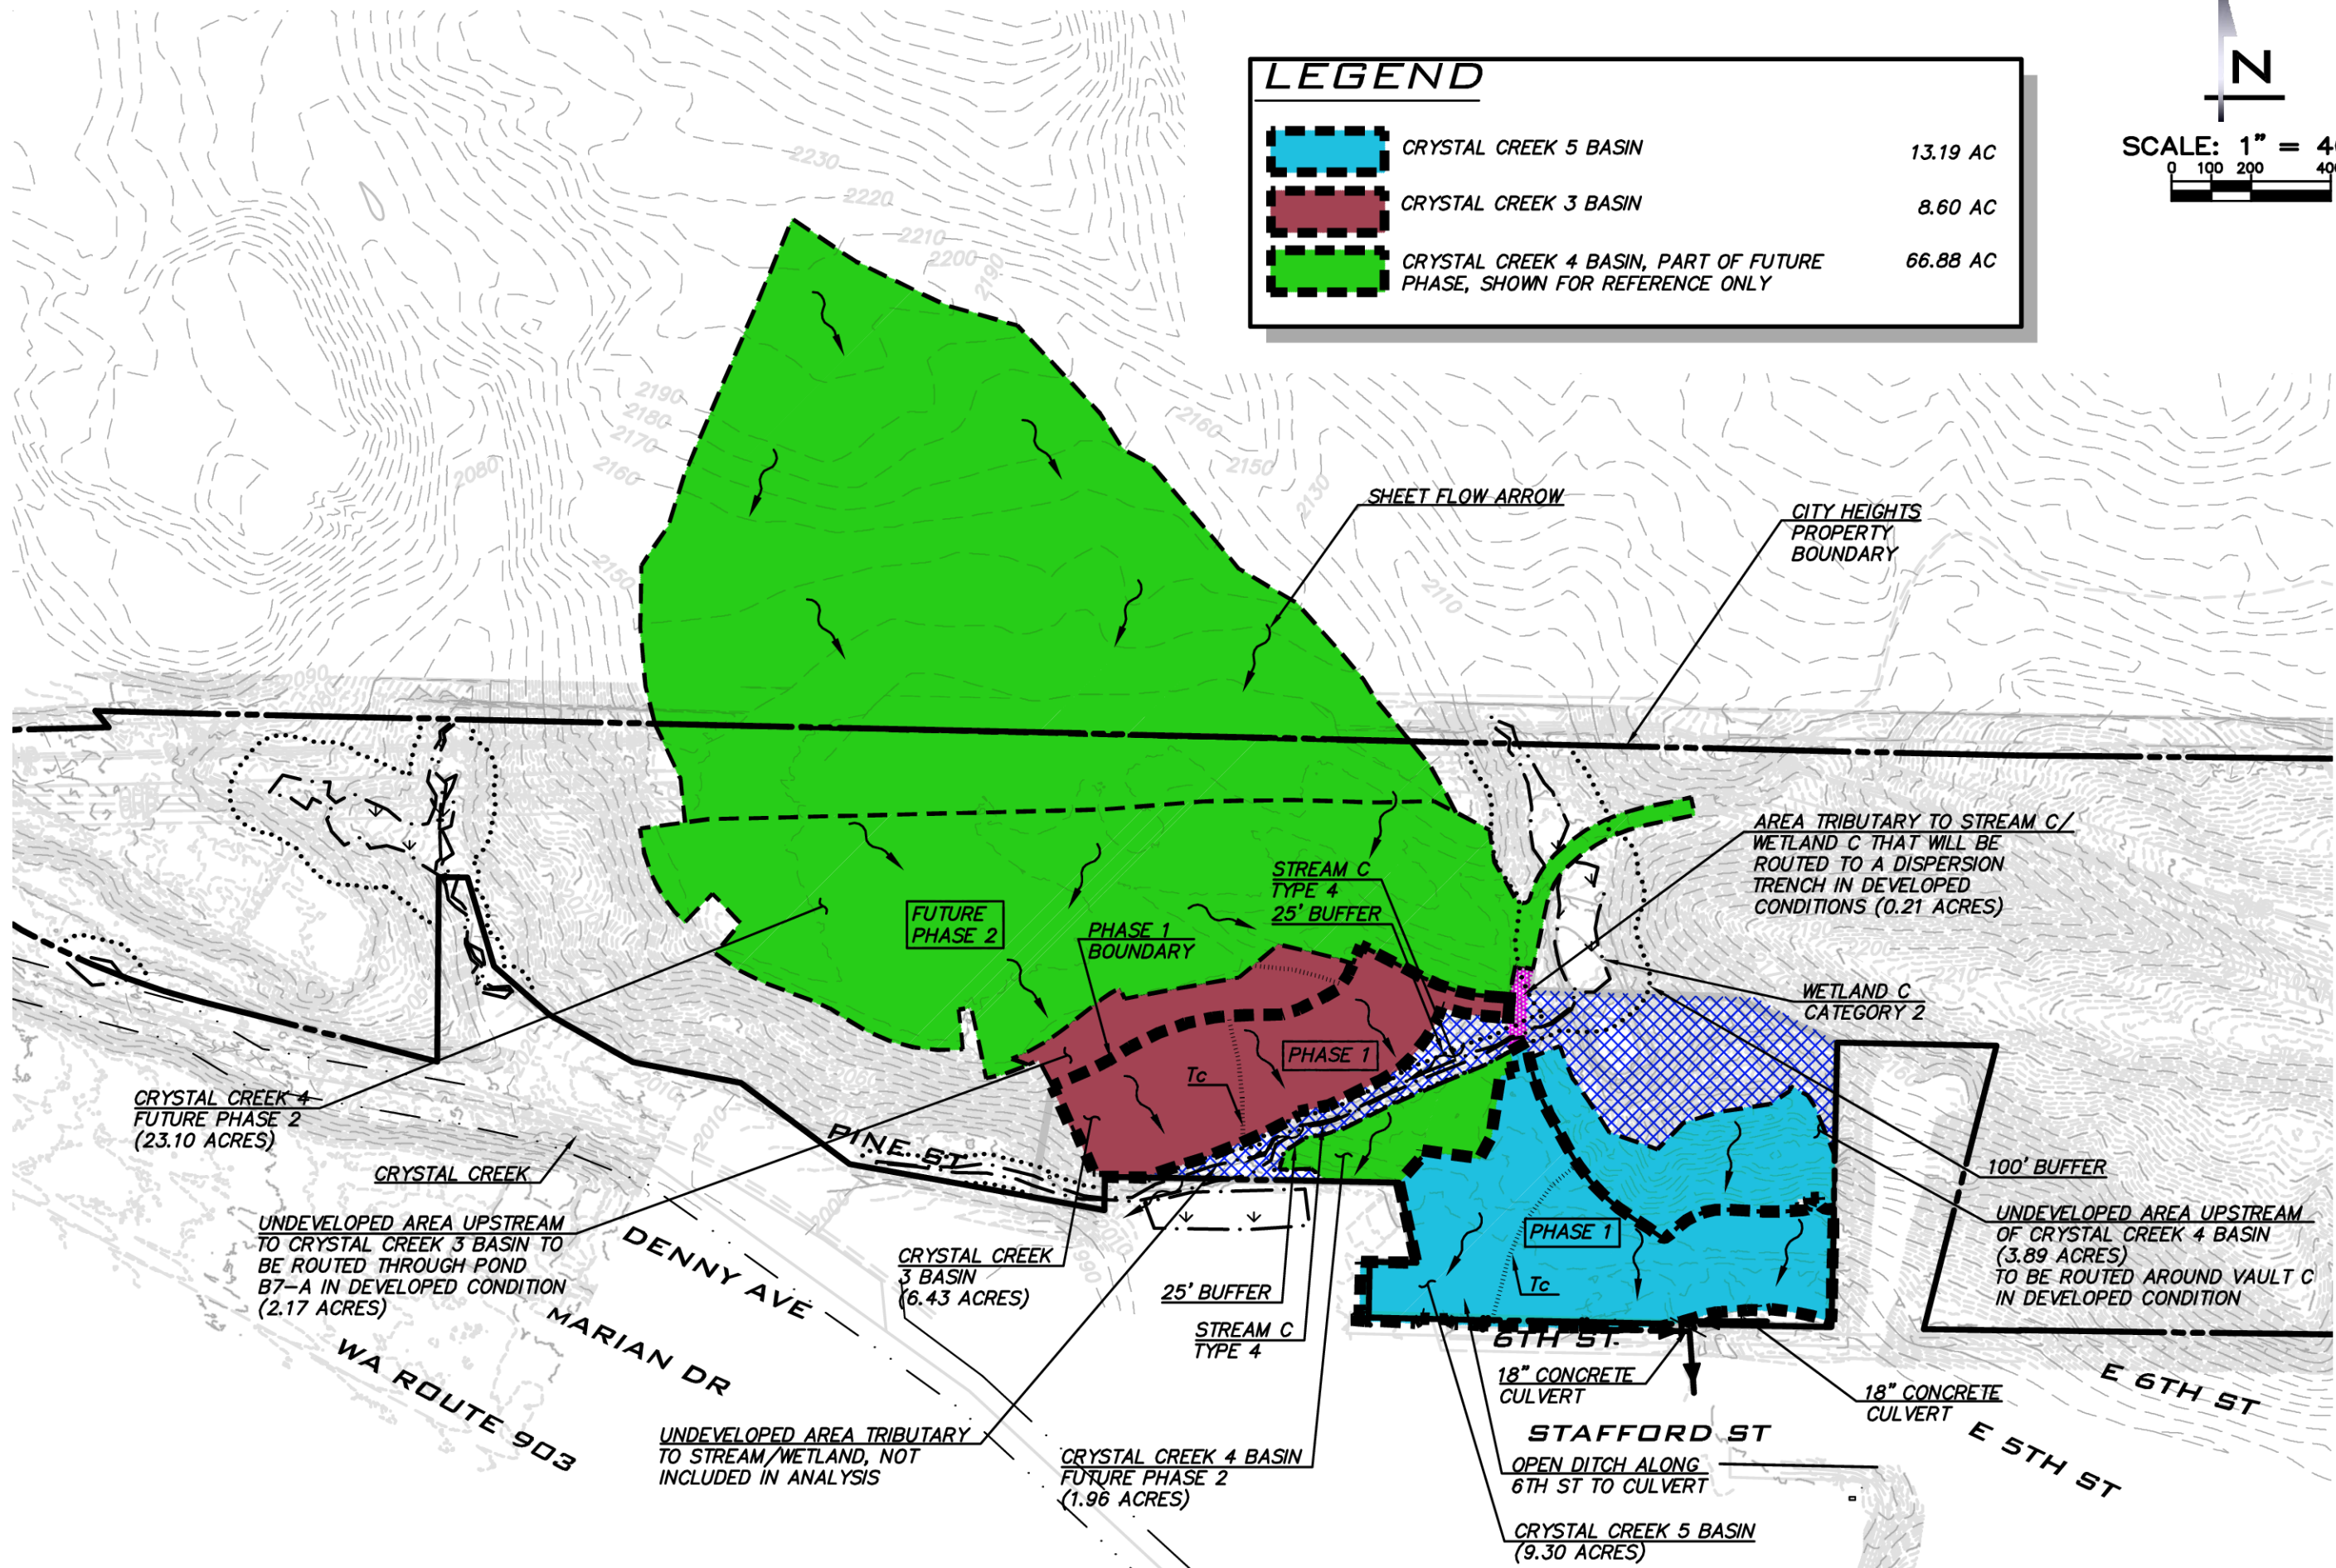 LEGEND
CRYSTAL CREEK 5 BASIN 13.19 AC
CRYSTAL CREEK 3 BASIN 8.60 AC
CRYSTAL CREEK 4 BASIN, PART OF FUTURE 66.88 AC
PHASE, SHOWN FOR REFERENCE ONLY
N
SCALE: 1" =
0 100 200
2230
2220
2210
2200
2190
2190
2180
2170
2160
2080
2150
2160
2150
2130
2110
2090
SHEET FLOW ARROW
CITY HEIGHTS
PROPERTY
BOUNDARY
AREA TRIBUTARY TO STREAM C/
WETLAND C THAT WILL BE
ROUTED TO A DISPERSION
TRENCH IN DEVELOPED
CONDITIONS (0.21 ACRES)
STREAM C
TYPE 4
25' BUFFER
FUTURE
PHASE 2
PHASE 1
BOUNDARY
WETLAND C
CATEGORY 2
PHASE 1
Tc
CRYSTAL CREEK 4
FUTURE PHASE 2
(23.10 ACRES)
2010
PINE ST
CRYSTAL CREEK
100' BUFFER
UNDEVELOPED AREA UPSTREAM
TO CRYSTAL CREEK 3 BASIN TO
BE ROUTED THROUGH POND
B7-A IN DEVELOPED CONDITION
(2.17 ACRES)
DENNY AVE
MARIAN DR
WA ROUTE 903
CRYSTAL CREEK
3 BASIN
(6.43 ACRES)
1990
25' BUFFER
STREAM C
TYPE 4
PHASE 1
Tc
UNDEVELOPED AREA UPSTREAM
OF CRYSTAL CREEK 4 BASIN
(3.89 ACRES)
TO BE ROUTED AROUND VAULT C
IN DEVELOPED CONDITION
6TH ST
18" CONCRETE
CULVERT
18" CONCRETE
CULVERT
E 6TH ST
E 5TH ST
STAFFORD ST
UNDEVELOPED AREA TRIBUTARY
TO STREAM/WETLAND, NOT
INCLUDED IN ANALYSIS
CRYSTAL CREEK 4 BASIN
FUTURE PHASE 2
(1.96 ACRES)
OPEN DITCH ALONG
6TH ST TO CULVERT
CRYSTAL CREEK 5 BASIN
(9.30 ACRES)